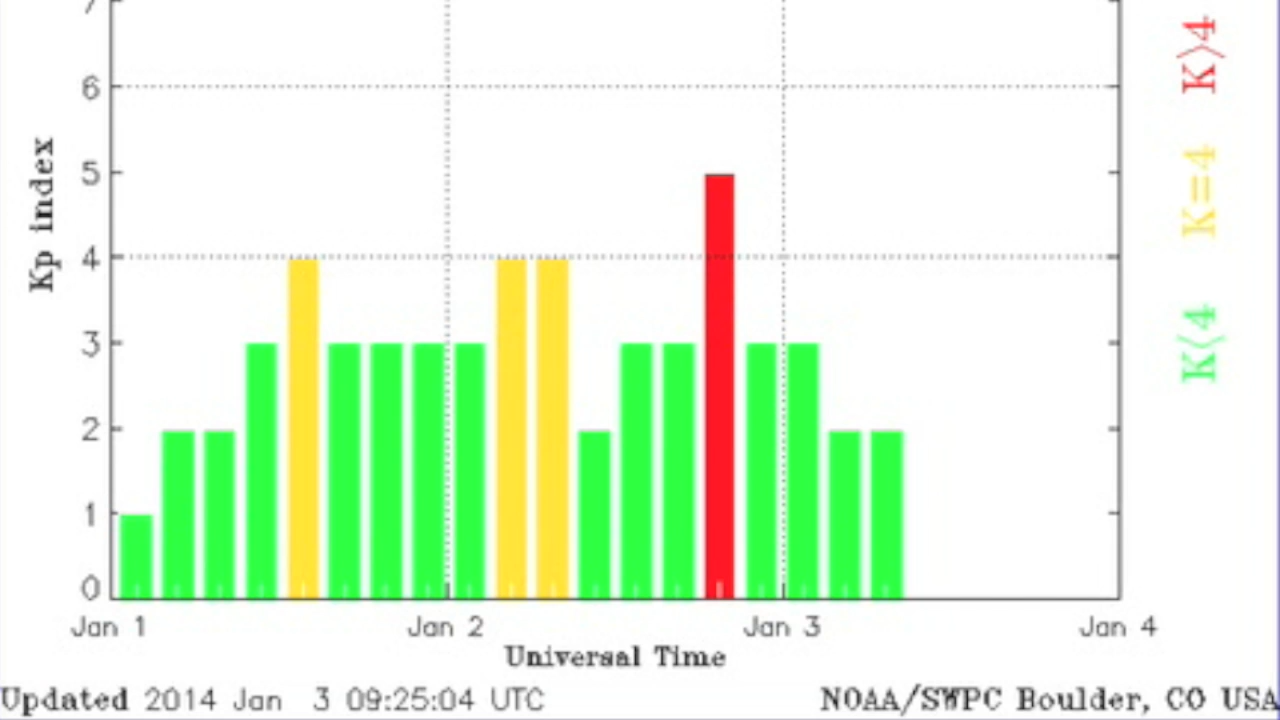 7
6
5
4
3
2
1
0
Kp index
Jan 1 Jan 2 Jan 3 Jan 4
Universal Time
K>4
K=4
K<4
Updated 2014 Jan 3 09:25:04 UTC
NOAA/SWPC Boulder, CO USA